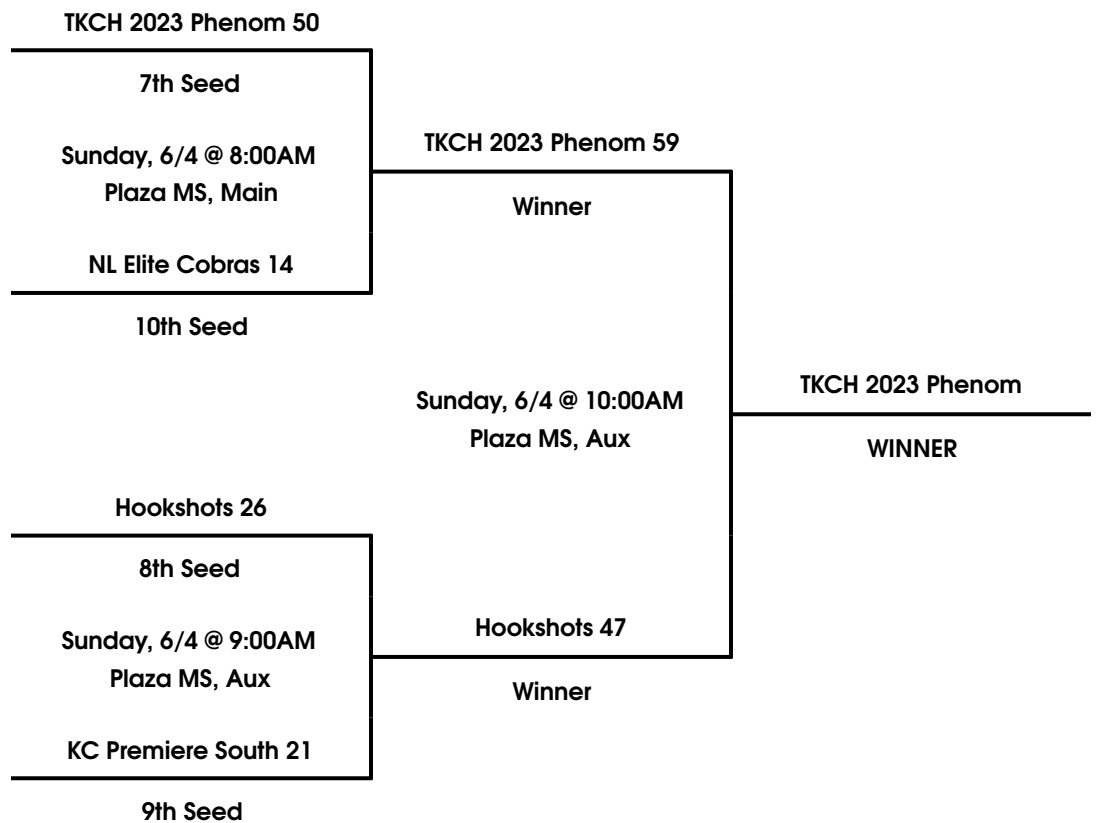 TKCH 2023 Phenom 50
7th Seed
Sunday, 6/4 @ 8:00AM
Plaza MS, Main
NL Elite Cobras 14
10th Seed
TKCH 2023 Phenom 59
Winner
Sunday, 6/4 @ 10:00AM
Plaza MS, Aux
TKCH 2023 Phenom
WINNER
Hookshots 26
8th Seed
Sunday, 6/4 @ 9:00AM
Plaza MS, Aux
KC Premiere South 21
9th Seed
Hookshots 47
Winner